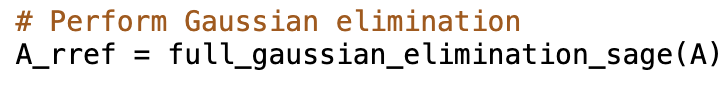 # Perform Gaussian elimination
A_rref = full_gaussian_elimination_sage(A)